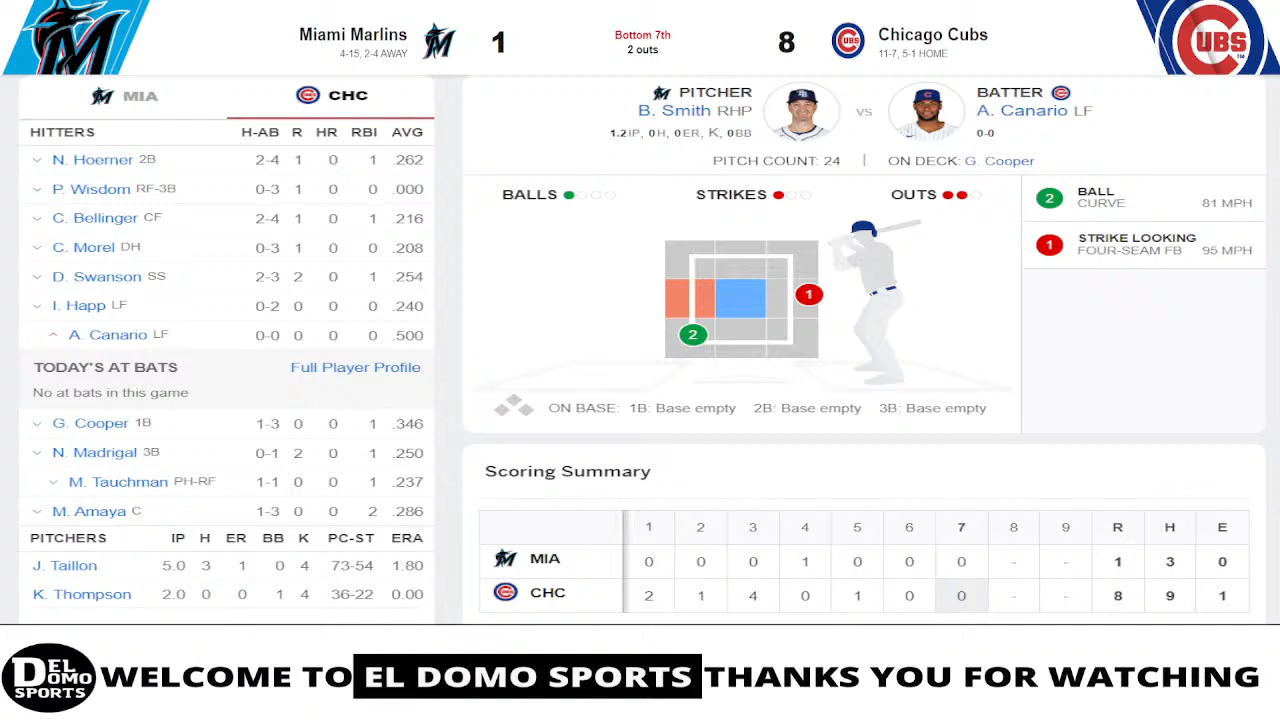 Miami Marlins
4-15, 2-4 AWAY
1
Bottom 7th
2 outs
8
Chicago Cubs
11-7, 5-1 HOME
CUBS
MIA
CHC
HITTERS H-AB R HR RBI AVG
N. Hoerner 2B 2-4 1 0 1 .262
P. Wisdom RF-3B 0-3 1 0 0 .000
C. Bellinger CF 2-4 1 0 1 .216
C. Morel DH 0-3 1 0 0 .208
D. Swanson SS 2-3 2 0 1 .254
I. Happ LF 0-2 0 0 0 .240
A. Canario LF 0-0 0 0 0 .500
TODAY'S AT BATS Full Player Profile
No at bats in this game
G. Cooper 1B 1-3 0 0 1 .346
N. Madrigal 3B 0-1 2 0 1 .250
M. Tauchman PH-RF 1-1 0 0 1 .237
M. Amaya C 1-3 0 0 2 .286
PITCHERS IP H ER BB K PC-ST ERA
J. Taillon 5.0 3 1 0 4 73-54 1.80
K. Thompson 2.0 0 0 1 4 36-22 0.00
PITCHER
B. Smith RHP
1.2 IP, 0 H, 0 ER, K, 0 BB
VS
BATTER
A. Canario LF
0-0
PITCH COUNT: 24 | ON DECK: G. Cooper
BALLS STRIKES OUTS
1
2
ON BASE: 1B: Base empty 2B: Base empty 3B: Base empty
2 BALL
CURVE 81 MPH
1 STRIKE LOOKING
FOUR-SEAM FB 95 MPH
Scoring Summary
1 2 3 4 5 6 7 8 9 R H E
MIA 0 0 0 1 0 0 0 - - 1 3 0
CHC 2 1 4 0 1 0 0 - - 8 9 1
DEL DOMO SPORTS
WELCOME TO EL DOMO SPORTS THANKS YOU FOR WATCHING